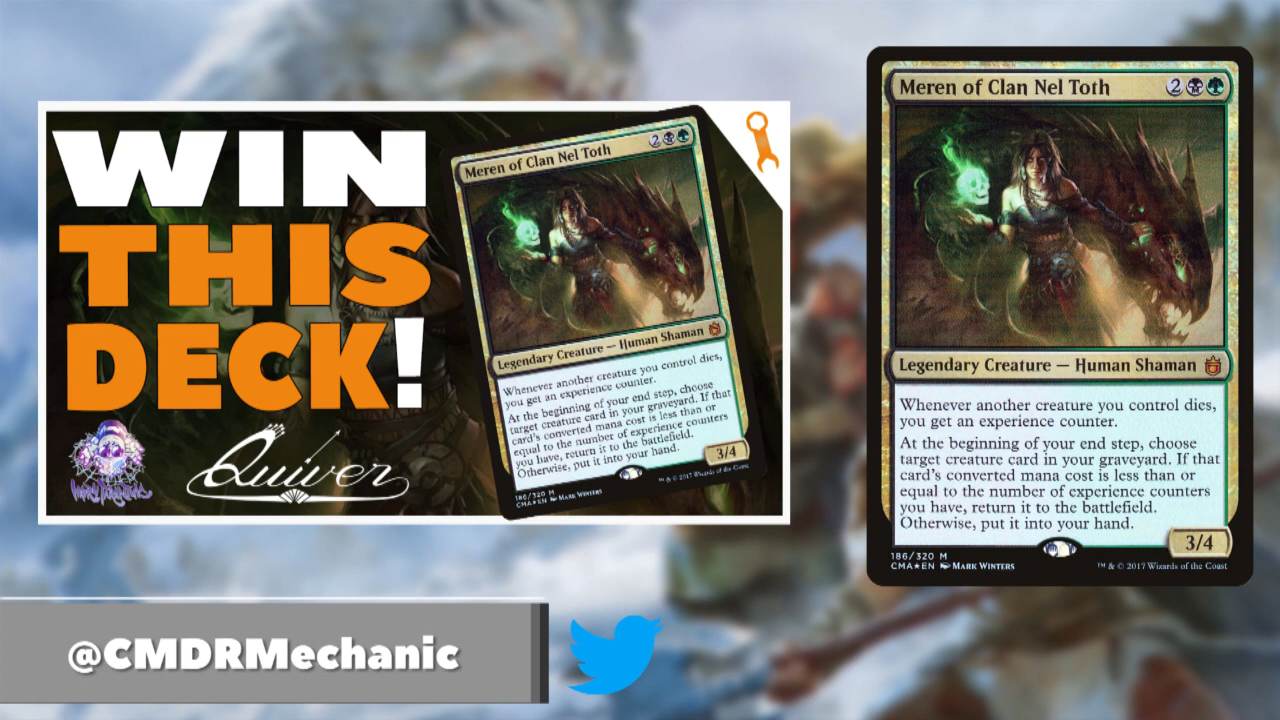 WIN
THIS
DECK!
Quiver
Meren of Clan Nel Toth 2
Legendary Creature — Human Shaman
Whenever another creature you control dies,
you get an experience counter.
At the beginning of your end step, choose
target creature card in your graveyard. If that
card's converted mana cost is less than or
equal to the number of experience counters
you have, return it to the battlefield.
Otherwise, put it into your hand.
3/4
186/320 M
CMA★EN Mark Winters
™ & © 2017 Wizards of the Coast
Meren of Clan Nel Toth 2
Legendary Creature — Human Shaman
Whenever another creature you control dies,
you get an experience counter.
At the beginning of your end step, choose
target creature card in your graveyard. If that
card's converted mana cost is less than or
equal to the number of experience counters
you have, return it to the battlefield.
Otherwise, put it into your hand.
3/4
186/320 M
CMA★EN Mark Winters
™ & © 2017 Wizards of the Coast
@CMDRMechanic